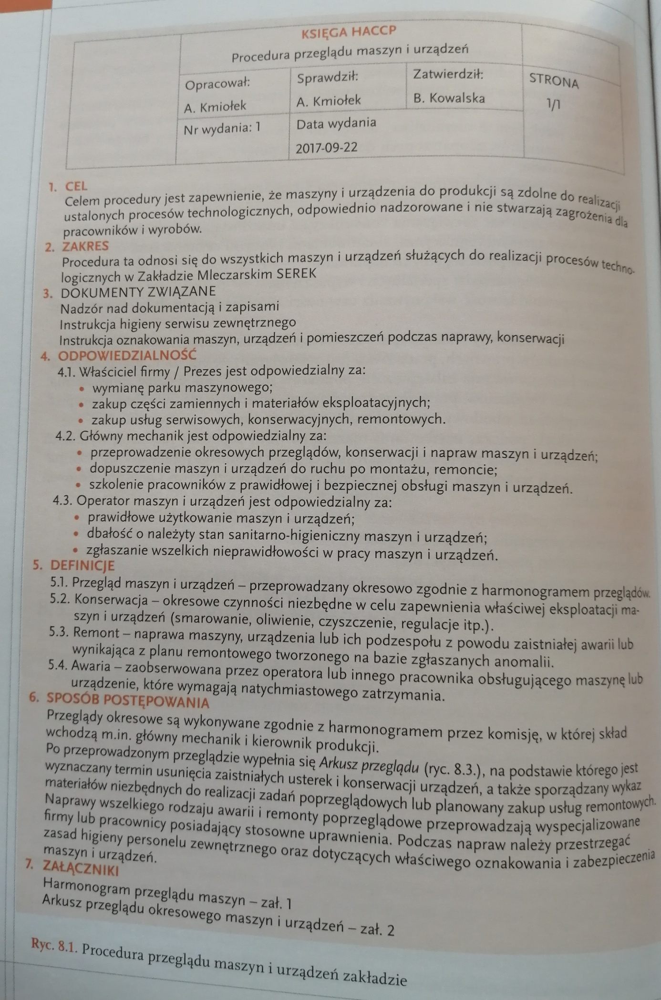 KSIĘGA HACCP
Procedura przeglądu maszyn i urządzeń
Opracował:
A. Kmiołek
Sprawdził:
A. Kmiołek
Zatwierdził:
B. Kowalska
STRONA
1/1
Nr wydania: 1
Data wydania
2017-09-22
1. CEL
Celem procedury jest zapewnienie, że maszyny i urządzenia do produkcji są zdolne do realizacji
ustalonych procesów technologicznych, odpowiednio nadzorowane i nie stwarzają zagrożenia dla
pracowników i wyrobów.
2. ZAKRES
Procedura ta odnosi się do wszystkich maszyn i urządzeń służących do realizacji procesów techno-
logicznych w Zakładzie Mleczarskim SEREK
3. DOKUMENTY ZWIĄZANE
Nadzór nad dokumentacją i zapisami
Instrukcja higieny serwisu zewnętrznego
Instrukcja oznakowania maszyn, urządzeń i pomieszczeń podczas naprawy, konserwacji
4. ODPOWIEDZIALNOŚĆ
4.1. Właściciel firmy / Prezes jest odpowiedzialny za:
• wymianę parku maszynowego;
• zakup części zamiennych i materiałów eksploatacyjnych;
• zakup usług serwisowych, konserwacyjnych, remontowych.
4.2. Główny mechanik jest odpowiedzialny za:
• przeprowadzenie okresowych przeglądów, konserwacji i napraw maszyn i urządzeń;
• dopuszczenie maszyn i urządzeń do ruchu po montażu, remoncie;
• szkolenie pracowników z prawidłowej i bezpiecznej obsługi maszyn i urządzeń.
4.3. Operator maszyn i urządzeń jest odpowiedzialny za:
• prawidłowe użytkowanie maszyn i urządzeń;
• dbałość o należyty stan sanitarno-higieniczny maszyn i urządzeń;
• zgłaszanie wszelkich nieprawidłowości w pracy maszyn i urządzeń.
5. DEFINICJE
5.1. Przegląd maszyn i urządzeń – przeprowadzany okresowo zgodnie z harmonogramem przeglądów.
5.2. Konserwacja – okresowe czynności niezbędne w celu zapewnienia właściwej eksploatacji ma-
szyn i urządzeń (smarowanie, oliwienie, czyszczenie, regulacje itp.).
5.3. Remont – naprawa maszyny, urządzenia lub ich podzespołu z powodu zaistniałej awarii lub
wynikająca z planu remontowego tworzonego na bazie zgłaszanych anomalii.
5.4. Awaria – zaobserwowana przez operatora lub innego pracownika obsługującego maszynę lub
urządzenie, które wymagają natychmiastowego zatrzymania.
6. SPOSÓB POSTĘPOWANIA
Przeglądy okresowe są wykonywane zgodnie z harmonogramem przez komisję, w której skład
wchodzą m.in. główny mechanik i kierownik produkcji.
Po przeprowadzonym przeglądzie wypełnia się Arkusz przeglądu (ryc. 8.3.), na podstawie którego jest
wyznaczany termin usunięcia zaistniałych usterek i konserwacji urządzeń, a także sporządzany wykaz
materiałów niezbędnych do realizacji zadań poprzeglądowych lub planowany zakup usług remontowych.
Naprawy wszelkiego rodzaju awarii i remonty poprzeglądowe przeprowadzają wyspecjalizowane
firmy lub pracownicy posiadający stosowne uprawnienia. Podczas napraw należy przestrzegać
zasad higieny personelu zewnętrznego oraz dotyczących właściwego oznakowania i zabezpieczenia
maszyn i urządzeń.
7. ZAŁĄCZNIKI
Harmonogram przeglądu maszyn – zał. 1
Arkusz przeglądu okresowego maszyn i urządzeń – zał. 2
Ryc. 8.1. Procedura przeglądu maszyn i urządzeń zakładzie